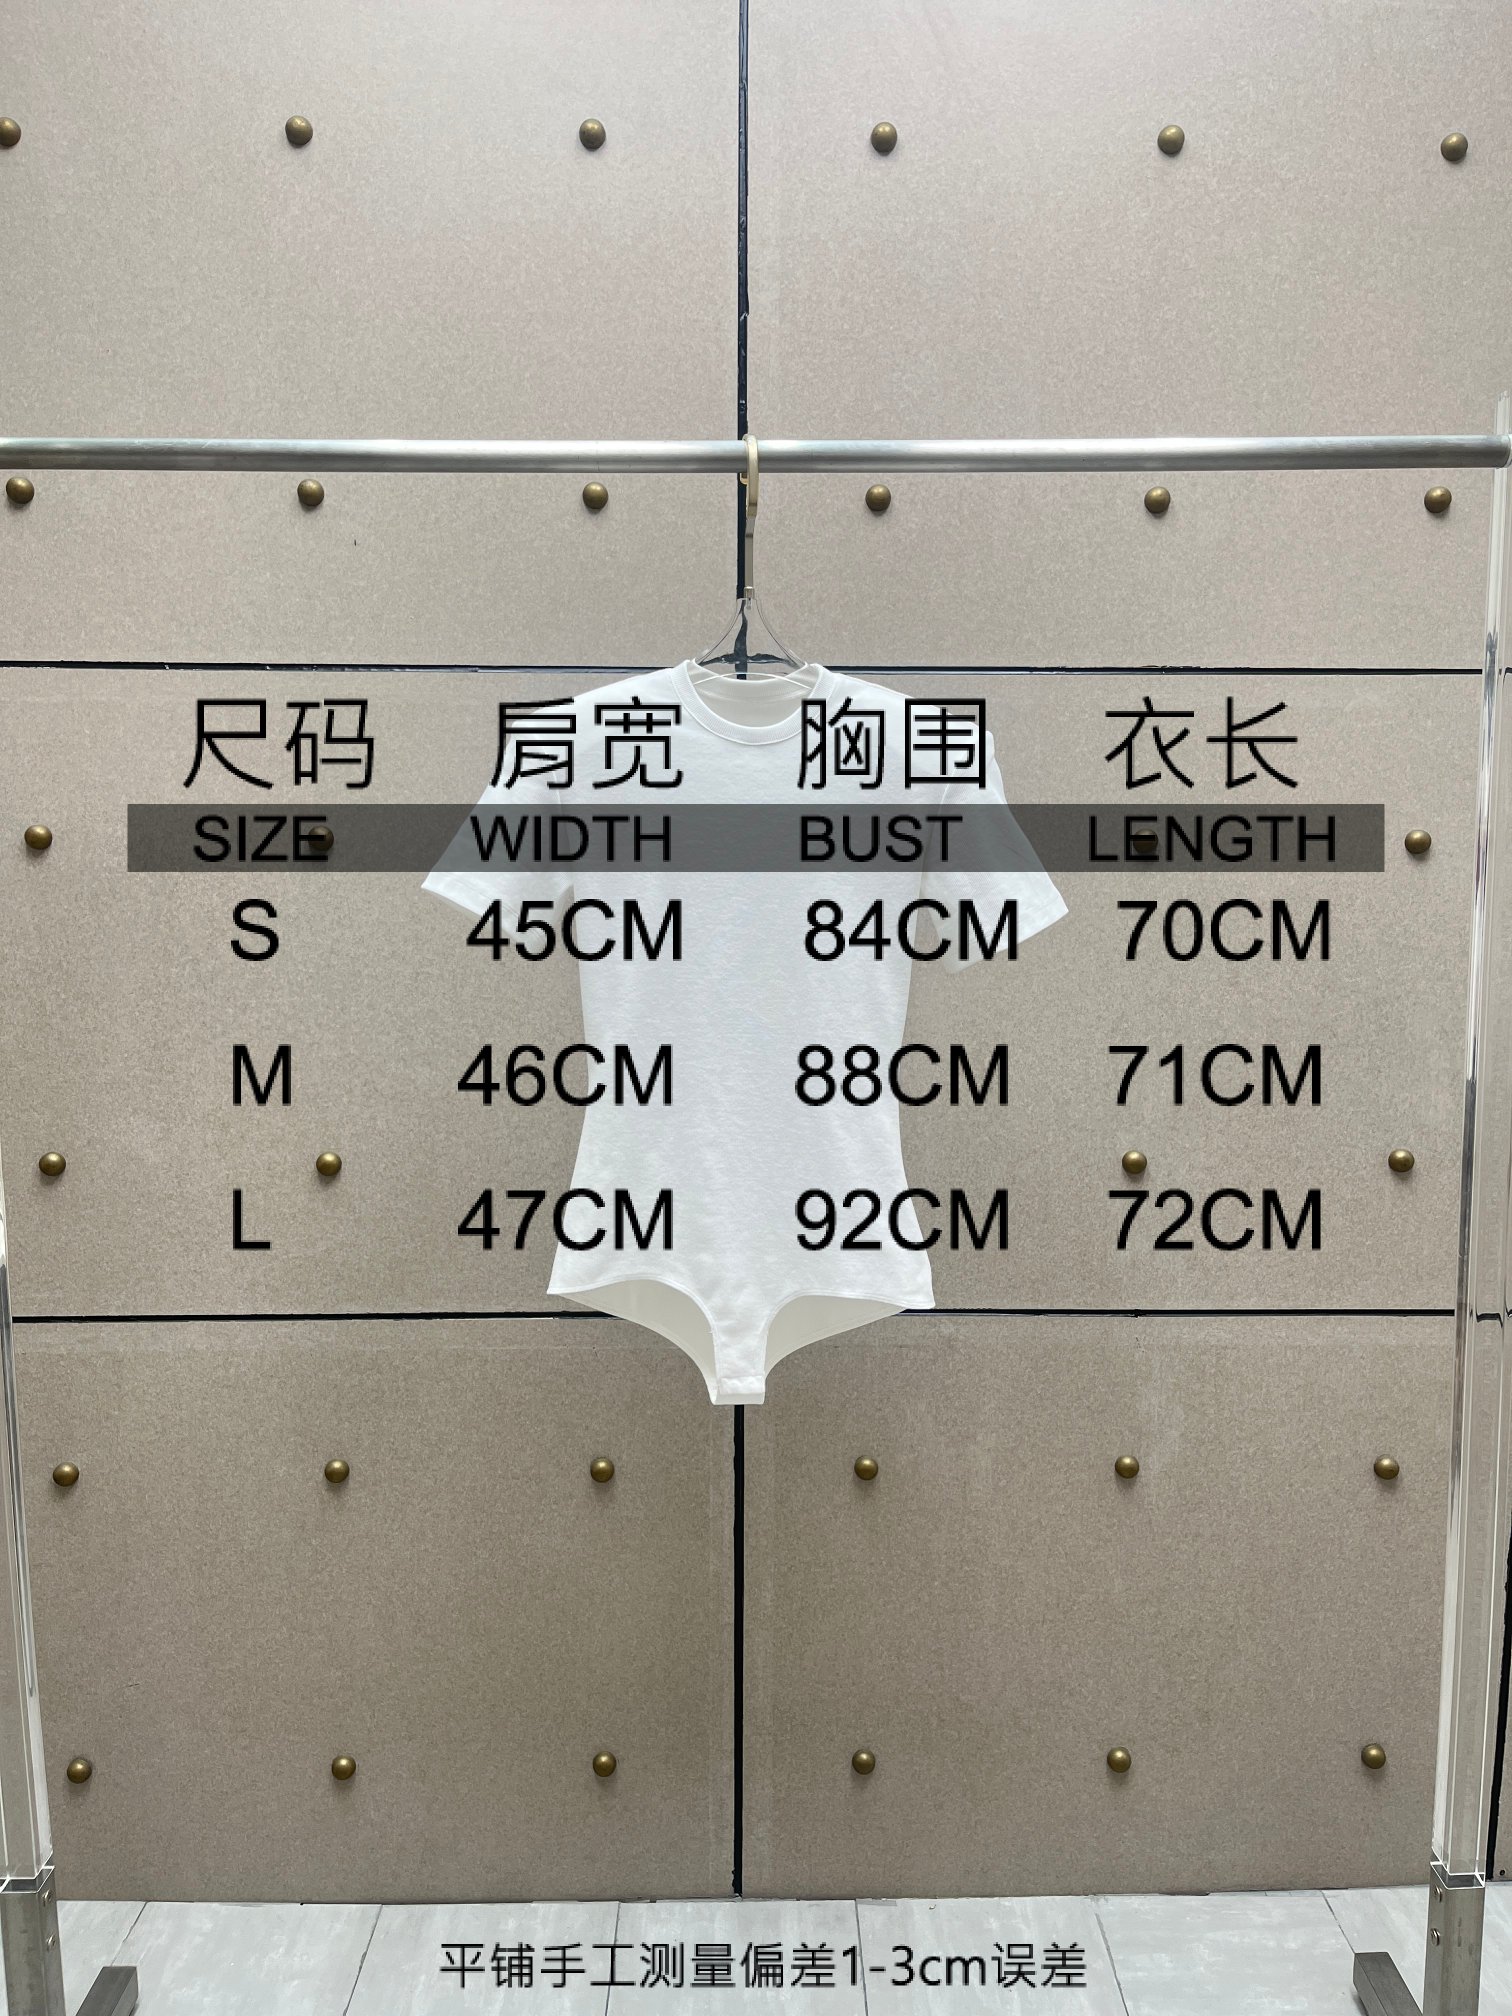 尺码 肩宽 胸围 衣长
SIZE WIDTH BUST LENGTH
S 45CM 84CM 70CM
M 46CM 88CM 71CM
L 47CM 92CM 72CM
平铺手工测量偏差1-3cm误差